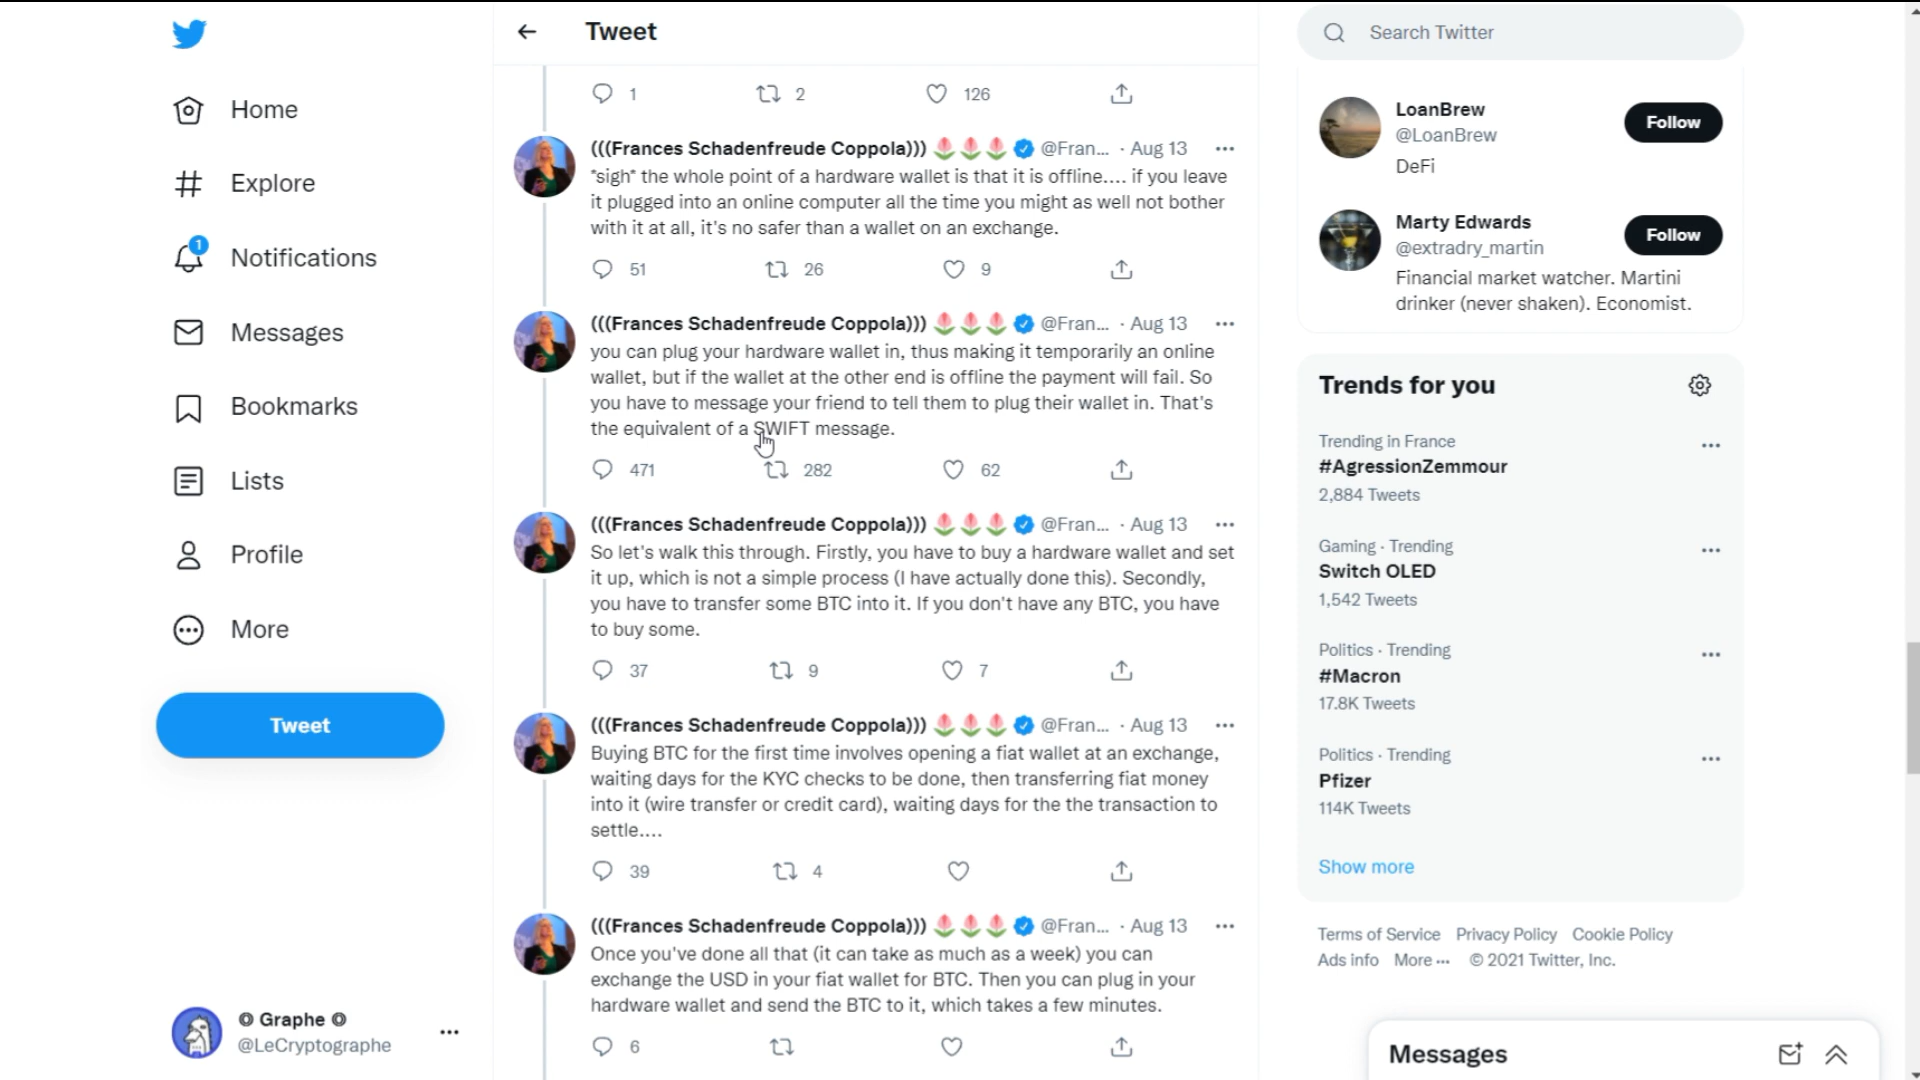 Home
Explore
1
Notifications
Messages
Bookmarks
Lists
Profile
More
Tweet
◎ Graphe ◎
@LeCryptographe
Tweet
1 2 126
(((Frances Schadenfreude Coppola))) 🌷🌷🌷 @Fran... · Aug 13
*sigh* the whole point of a hardware wallet is that it is offline.... if you leave
it plugged into an online computer all the time you might as well not bother
with it at all, it's no safer than a wallet on an exchange.
51 26 9
(((Frances Schadenfreude Coppola))) 🌷🌷🌷 @Fran... · Aug 13
you can plug your hardware wallet in, thus making it temporarily an online
wallet, but if the wallet at the other end is offline the payment will fail. So
you have to message your friend to tell them to plug their wallet in. That's
the equivalent of a SWIFT message.
471 282 62
(((Frances Schadenfreude Coppola))) 🌷🌷🌷 @Fran... · Aug 13
So let's walk this through. Firstly, you have to buy a hardware wallet and set
it up, which is not a simple process (I have actually done this). Secondly,
you have to transfer some BTC into it. If you don't have any BTC, you have
to buy some.
37 9 7
(((Frances Schadenfreude Coppola))) 🌷🌷🌷 @Fran... · Aug 13
Buying BTC for the first time involves opening a fiat wallet at an exchange,
waiting days for the KYC checks to be done, then transferring fiat money
into it (wire transfer or credit card), waiting days for the the transaction to
settle....
39 4
(((Frances Schadenfreude Coppola))) 🌷🌷🌷 @Fran... · Aug 13
Once you've done all that (it can take as much as a week) you can
exchange the USD in your fiat wallet for BTC. Then you can plug in your
hardware wallet and send the BTC to it, which takes a few minutes.
6
Search Twitter
LoanBrew
@LoanBrew
Follow
DeFi
Marty Edwards
@extradry_martin
Follow
Financial market watcher. Martini
drinker (never shaken). Economist.
Trends for you
Trending in France
#AgressionZemmour
2,884 Tweets
Gaming · Trending
Switch OLED
1,542 Tweets
Politics · Trending
#Macron
17.8K Tweets
Politics · Trending
Pfizer
114K Tweets
Show more
Terms of Service Privacy Policy Cookie Policy
Ads info More ··· © 2021 Twitter, Inc.
Messages